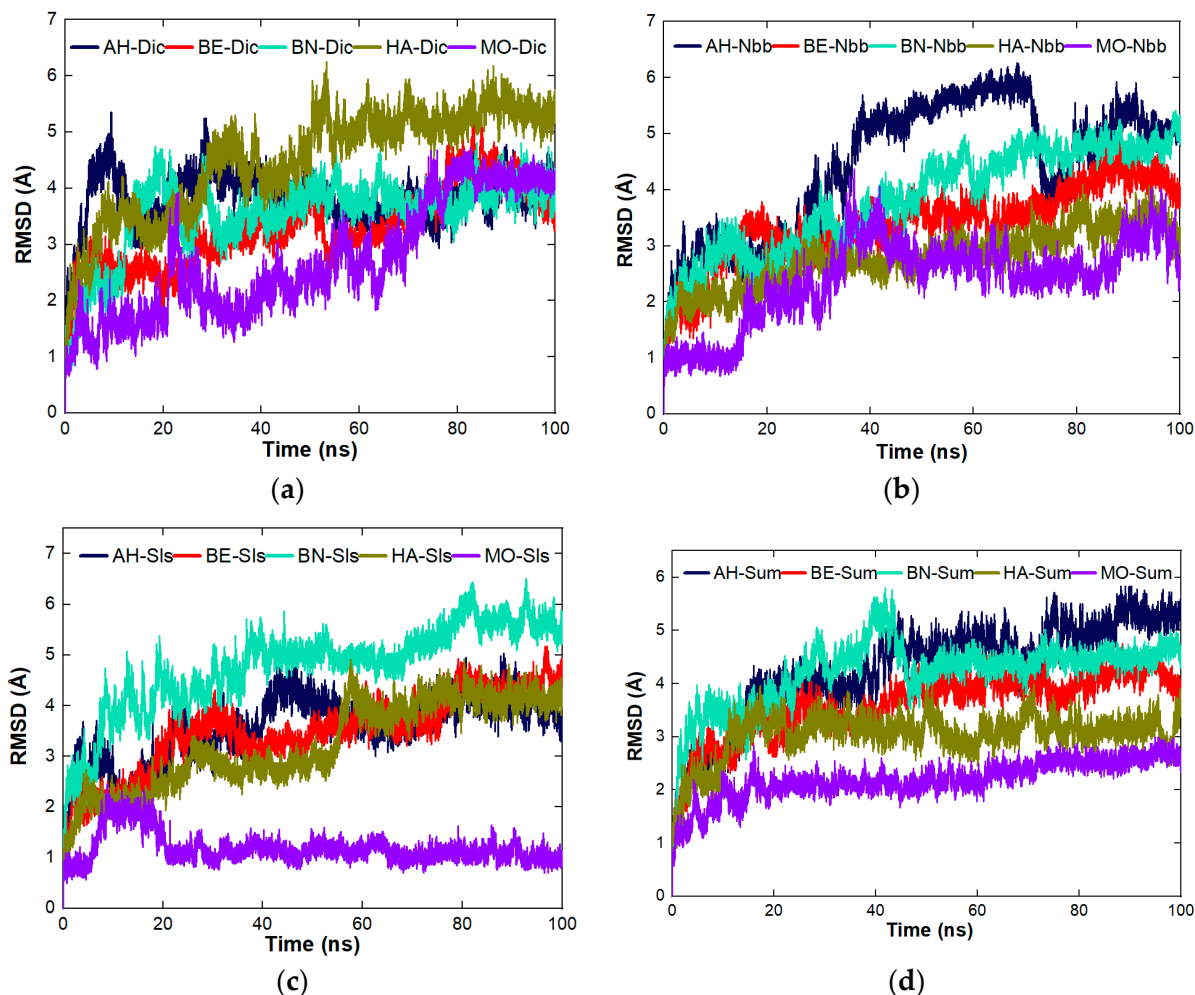 7
AH-Dic BE-Dic BN-Dic HA-Dic MO-Dic
6
5
4
3
2
1
0
RMSD (Å)
0 20 40 60 80 100
Time (ns)
(a)
7
AH-Nbb BE-Nbb BN-Nbb HA-Nbb MO-Nbb
6
5
4
3
2
1
0
RMSD (Å)
0 20 40 60 80 100
Time (ns)
(b)
7
AH-Sls BE-Sls BN-Sls HA-Sls MO-Sls
6
5
4
3
2
1
0
RMSD (Å)
0 20 40 60 80 100
Time (ns)
(c)
AH-Sum BE-Sum BN-Sum HA-Sum MO-Sum
6
5
4
3
2
1
0
RMSD (Å)
0 20 40 60 80 100
Time (ns)
(d)